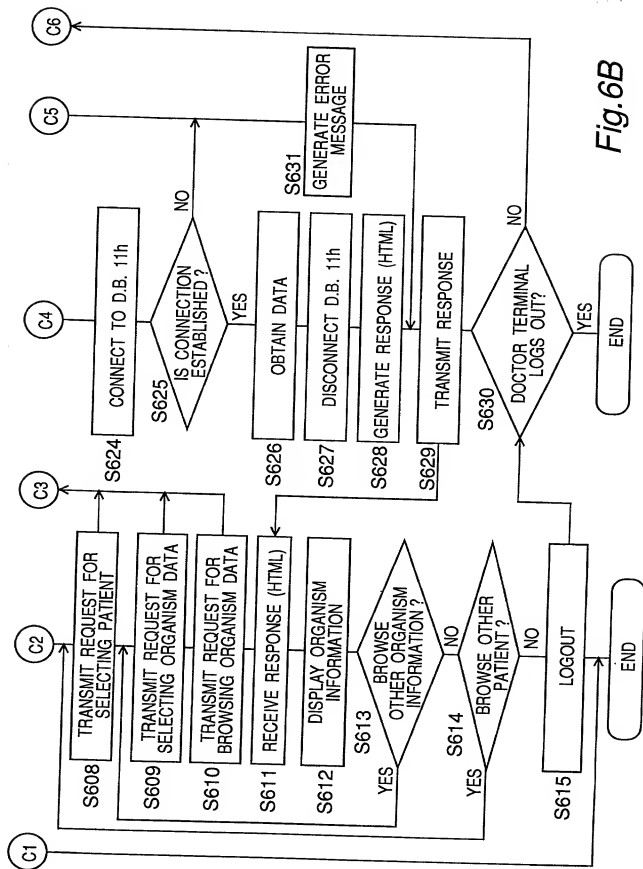 C1
C2
C3
S608
TRANSMIT REQUEST FOR
SELECTING PATIENT
S609
TRANSMIT REQUEST FOR
SELECTING ORGANISM DATA
S610
TRANSMIT REQUEST FOR
BROWSING ORGANISM DATA
S611
RECEIVE RESPONSE (HTML)
S612
DISPLAY ORGANISM
INFORMATION
S613
BROWSE
OTHER ORGANISM
INFORMATION ?
YES
NO
S614
BROWSE OTHER
PATIENT ?
YES
NO
S615
LOGOUT
END
C4
C5
C6
S624
CONNECT TO D.B. 11h
S625
IS CONNECTION
ESTABLISHED ?
NO
YES
S631
GENERATE ERROR
MESSAGE
S626
OBTAIN DATA
S627
DISCONNECT D.B. 11h
S628
GENERATE RESPONSE (HTML)
S629
TRANSMIT RESPONSE
S630
DOCTOR TERMINAL
LOGS OUT?
NO
YES
END
Fig.6B